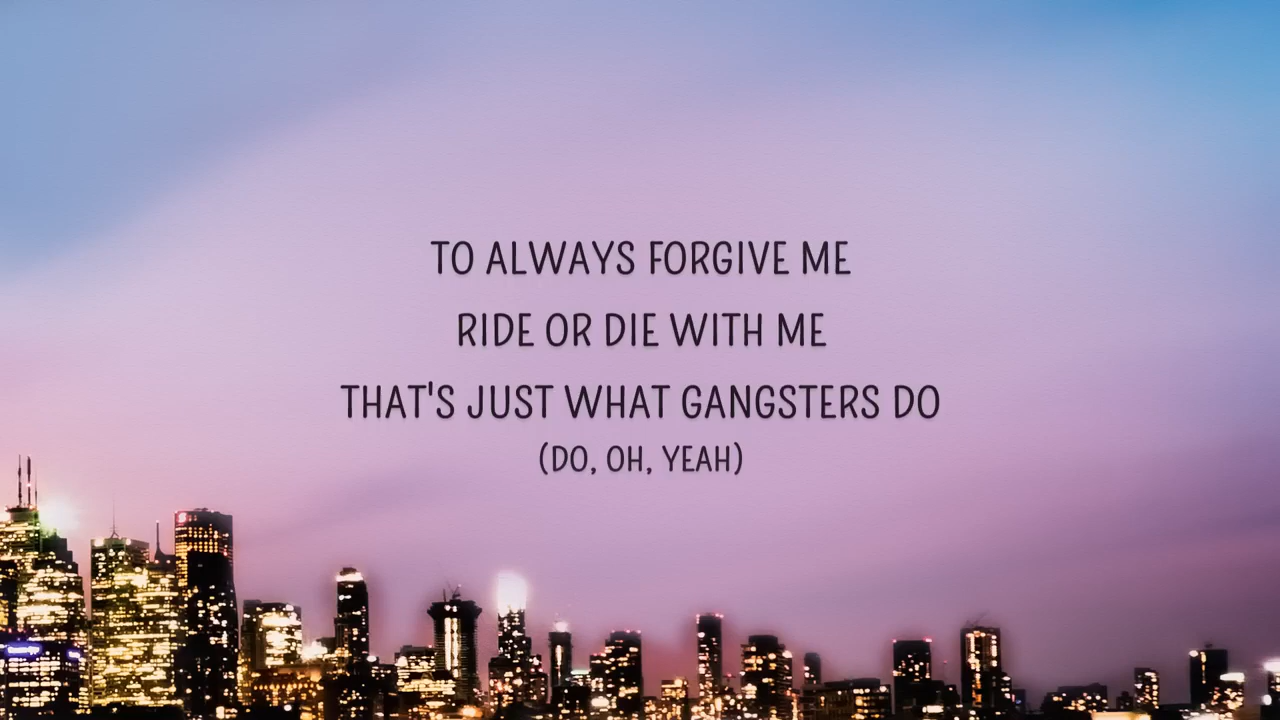 TO ALWAYS FORGIVE ME
RIDE OR DIE WITH ME
THAT'S JUST WHAT GANGSTERS DO
(DO, OH, YEAH)